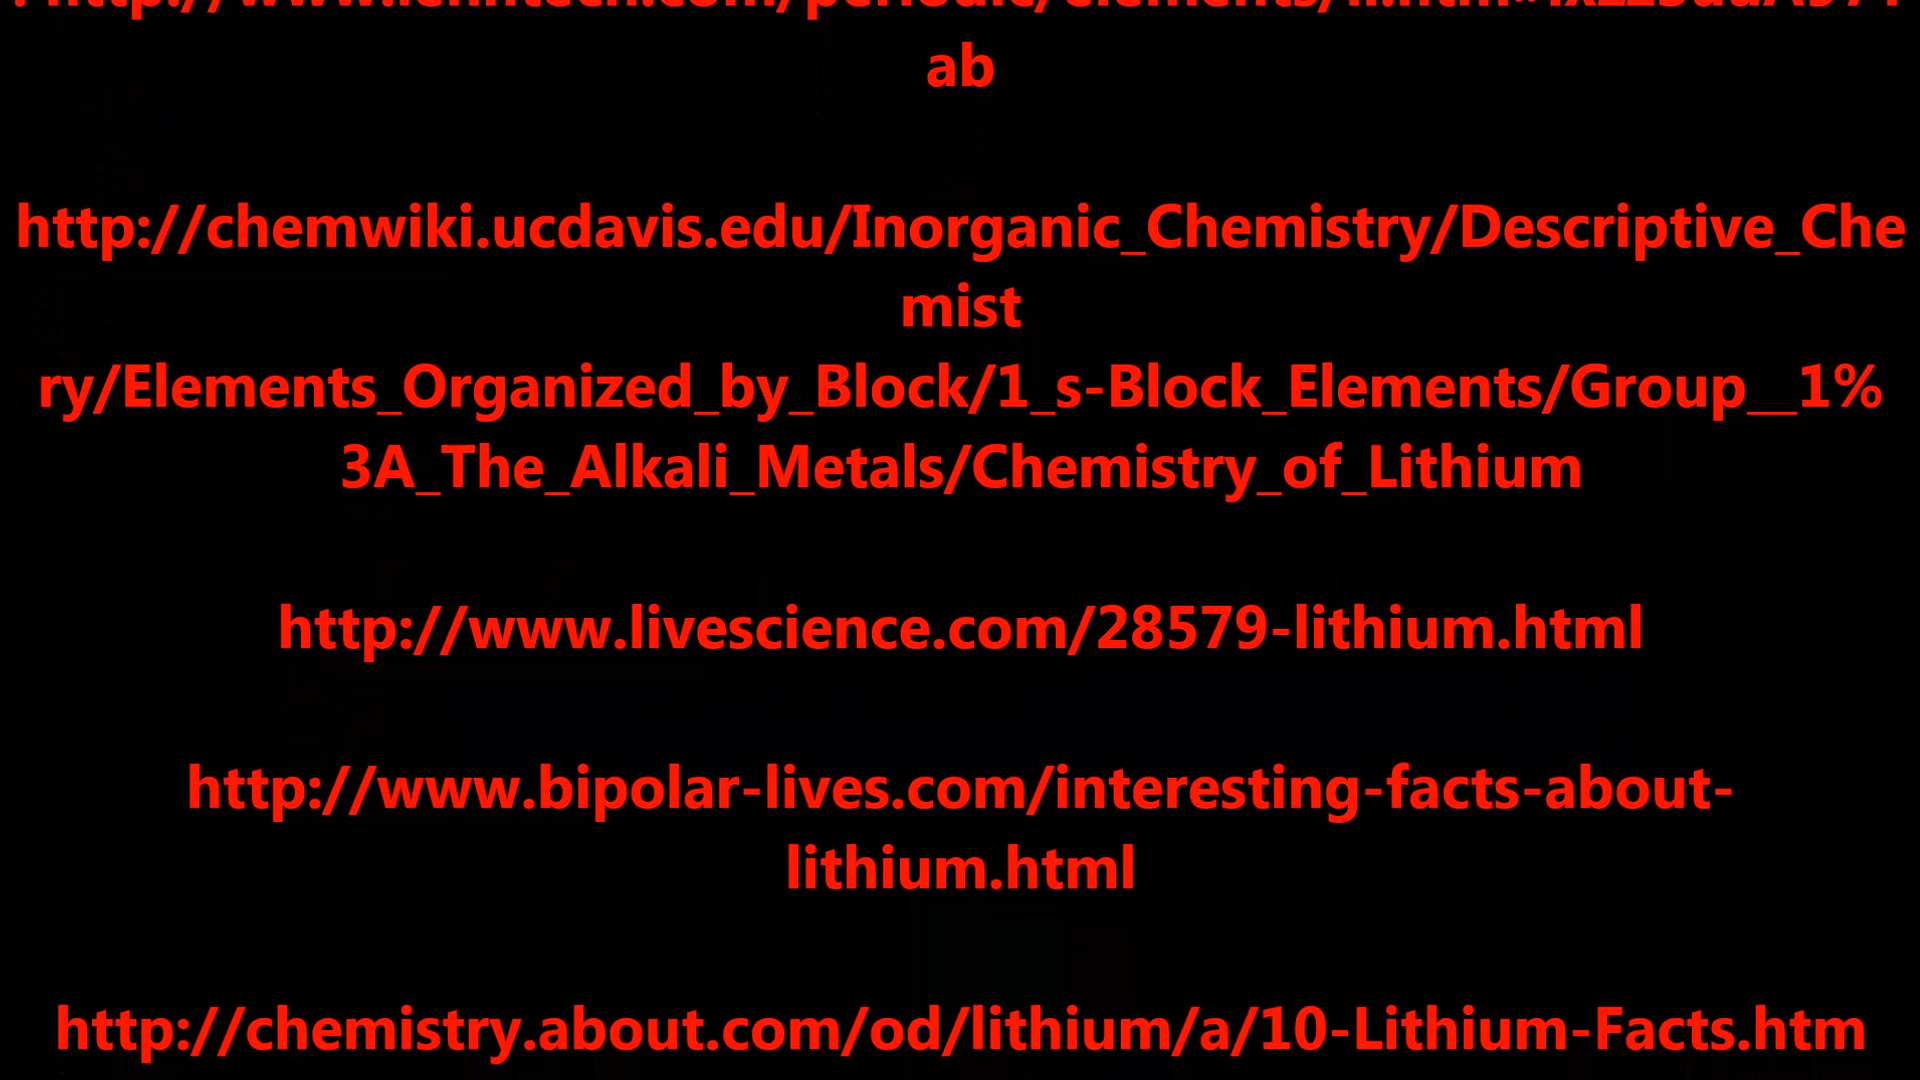 ab
http://chemwiki.ucdavis.edu/Inorganic_Chemistry/Descriptive_Che
mist
ry/Elements_Organized_by_Block/1_s-Block_Elements/Group__1%
3A_The_Alkali_Metals/Chemistry_of_Lithium
http://www.livescience.com/28579-lithium.html
http://www.bipolar-lives.com/interesting-facts-about-
lithium.html
http://chemistry.about.com/od/lithium/a/10-Lithium-Facts.htm